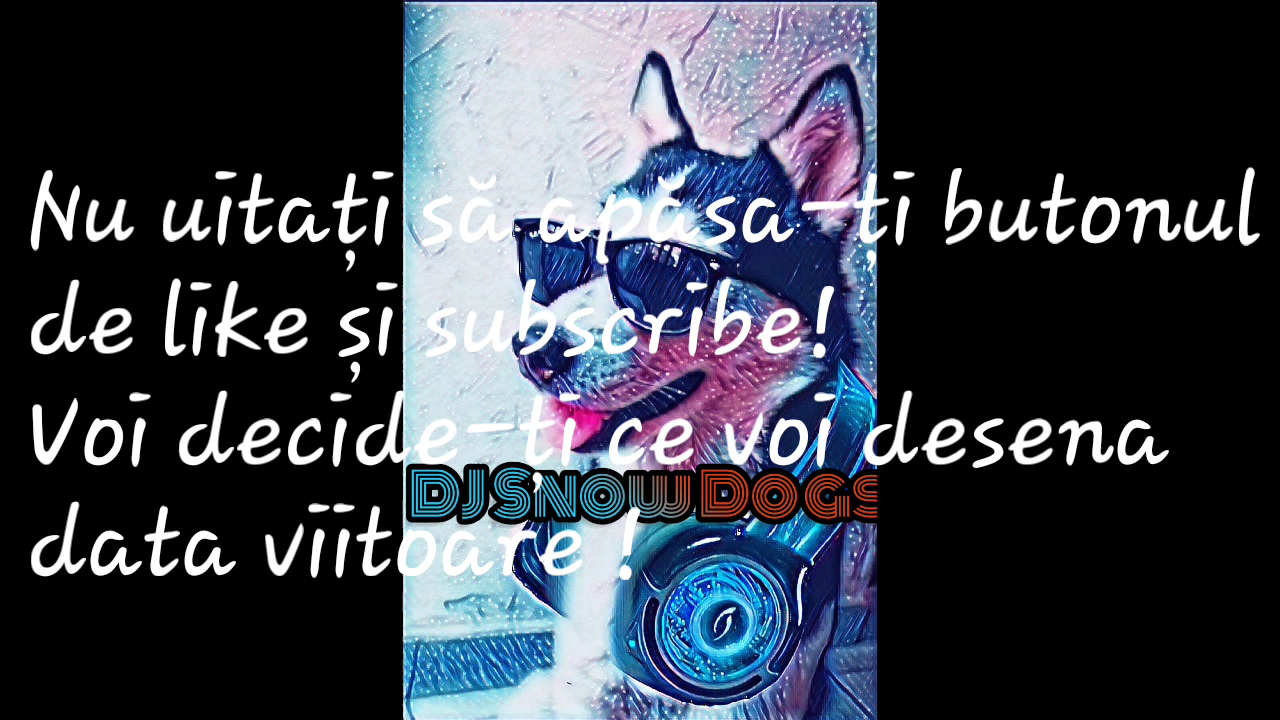 Nu uitați să apăsa-ți butonul
de like și subscribe!
Voi decide-ți ce voi desena
DJSnowDogs
data viitoare !